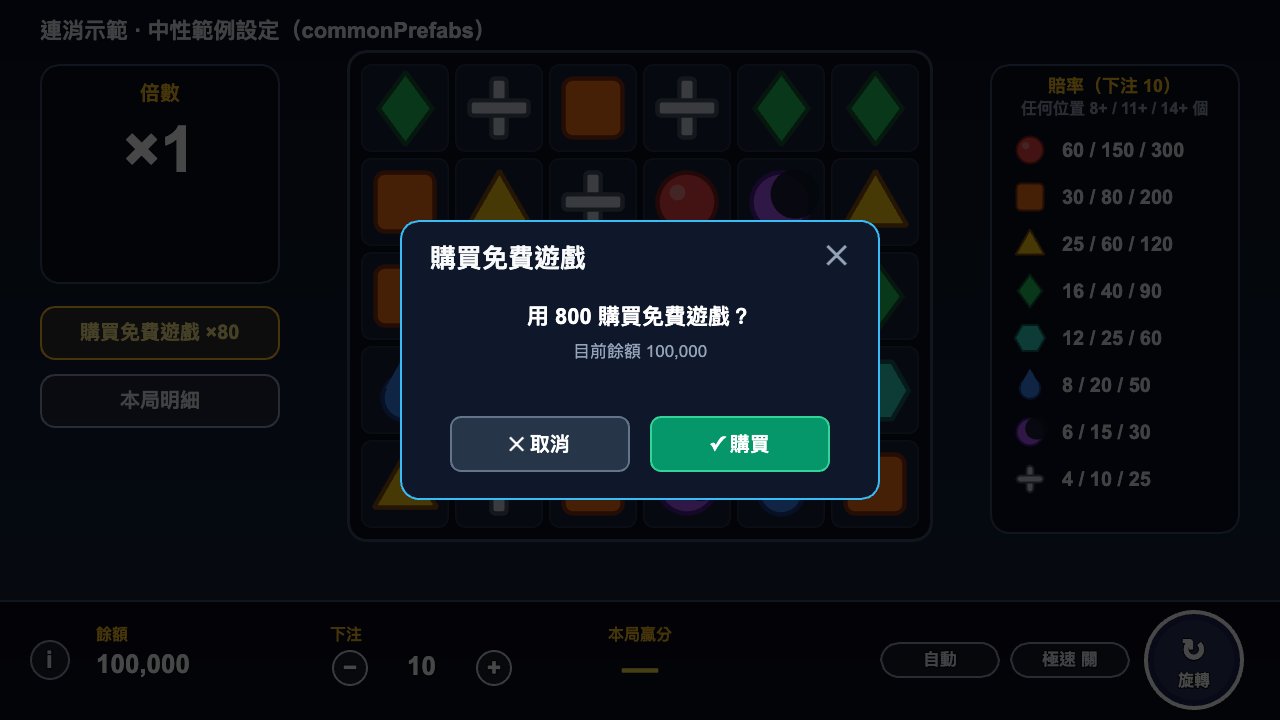 連消示範 · 中性範例設定（commonPrefabs）
倍數
×1
購買免費遊戲 ×80
本局明細
購買免費遊戲
用 800 購買免費遊戲？
目前餘額 100,000
✕ 取消
✓ 購買
賠率（下注 10）
任何位置 8+ / 11+ / 14+ 個
60 / 150 / 300
30 / 80 / 200
25 / 60 / 120
16 / 40 / 90
12 / 25 / 60
8 / 20 / 50
6 / 15 / 30
4 / 10 / 25
i
餘額
100,000
下注
− 10 +
本局贏分
—
自動
極速 關
↻
旋轉